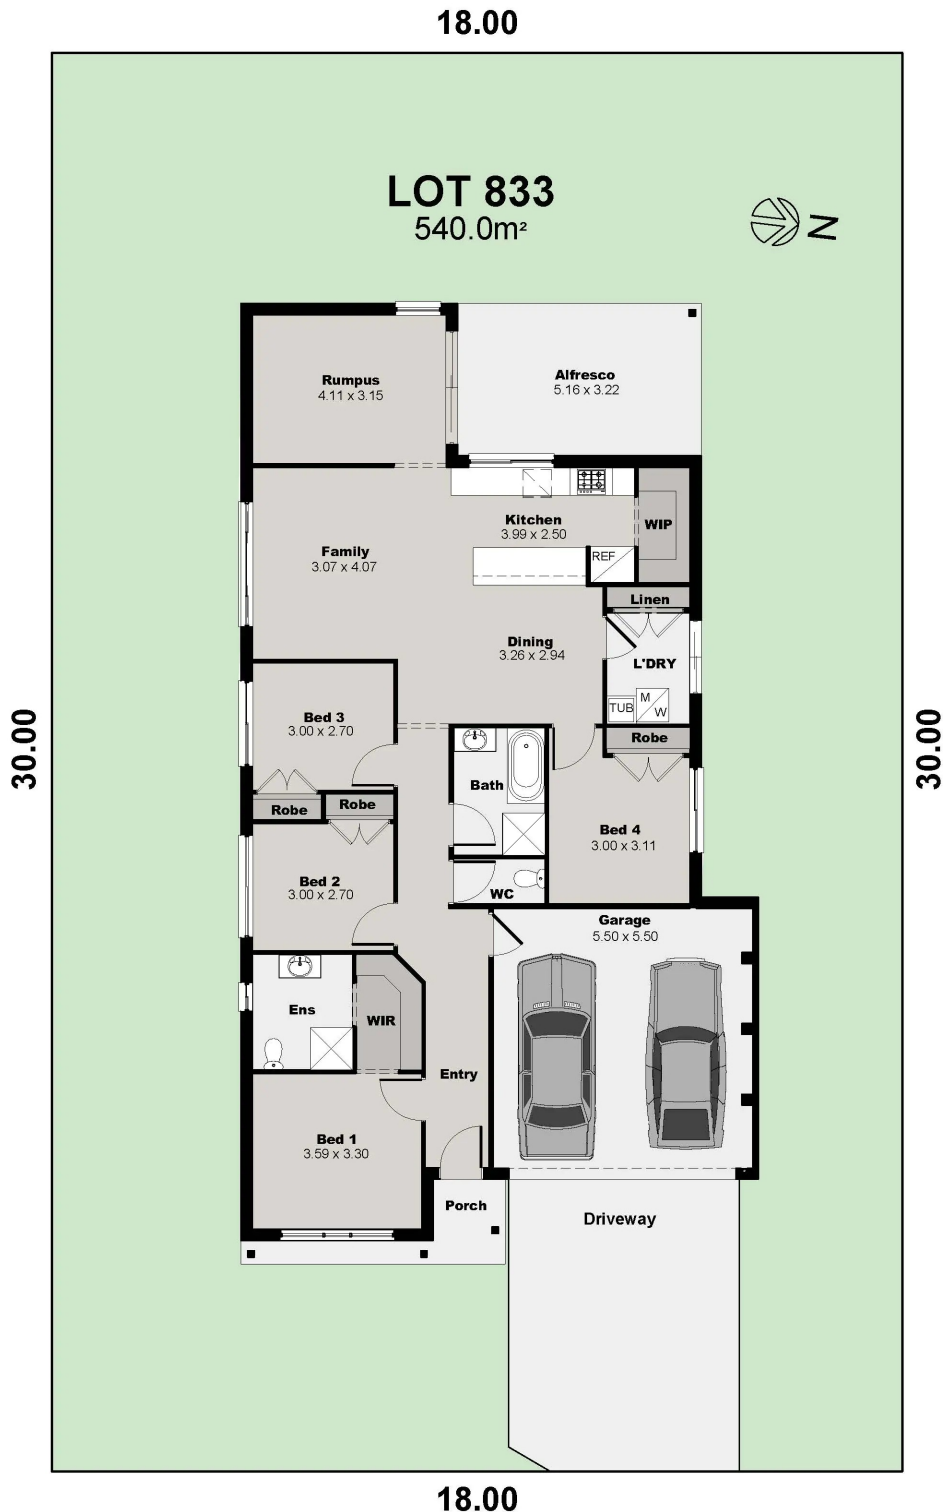 18.00
LOT 833
540.0m²
N
Rumpus
4.11 x 3.15
Alfresco
5.16 x 3.22
Kitchen
3.99 x 2.50
WIP
REF
Family
3.07 x 4.07
Linen
Dining
3.26 x 2.94
L'DRY
TUB
M
W
Bed 3
3.00 x 2.70
30.00
30.00
Robe
Bath
Robe
Robe
Bed 4
3.00 x 3.11
Bed 2
3.00 x 2.70
WC
Garage
5.50 x 5.50
Ens
WIR
Entry
Bed 1
3.59 x 3.30
Porch
Driveway
18.00